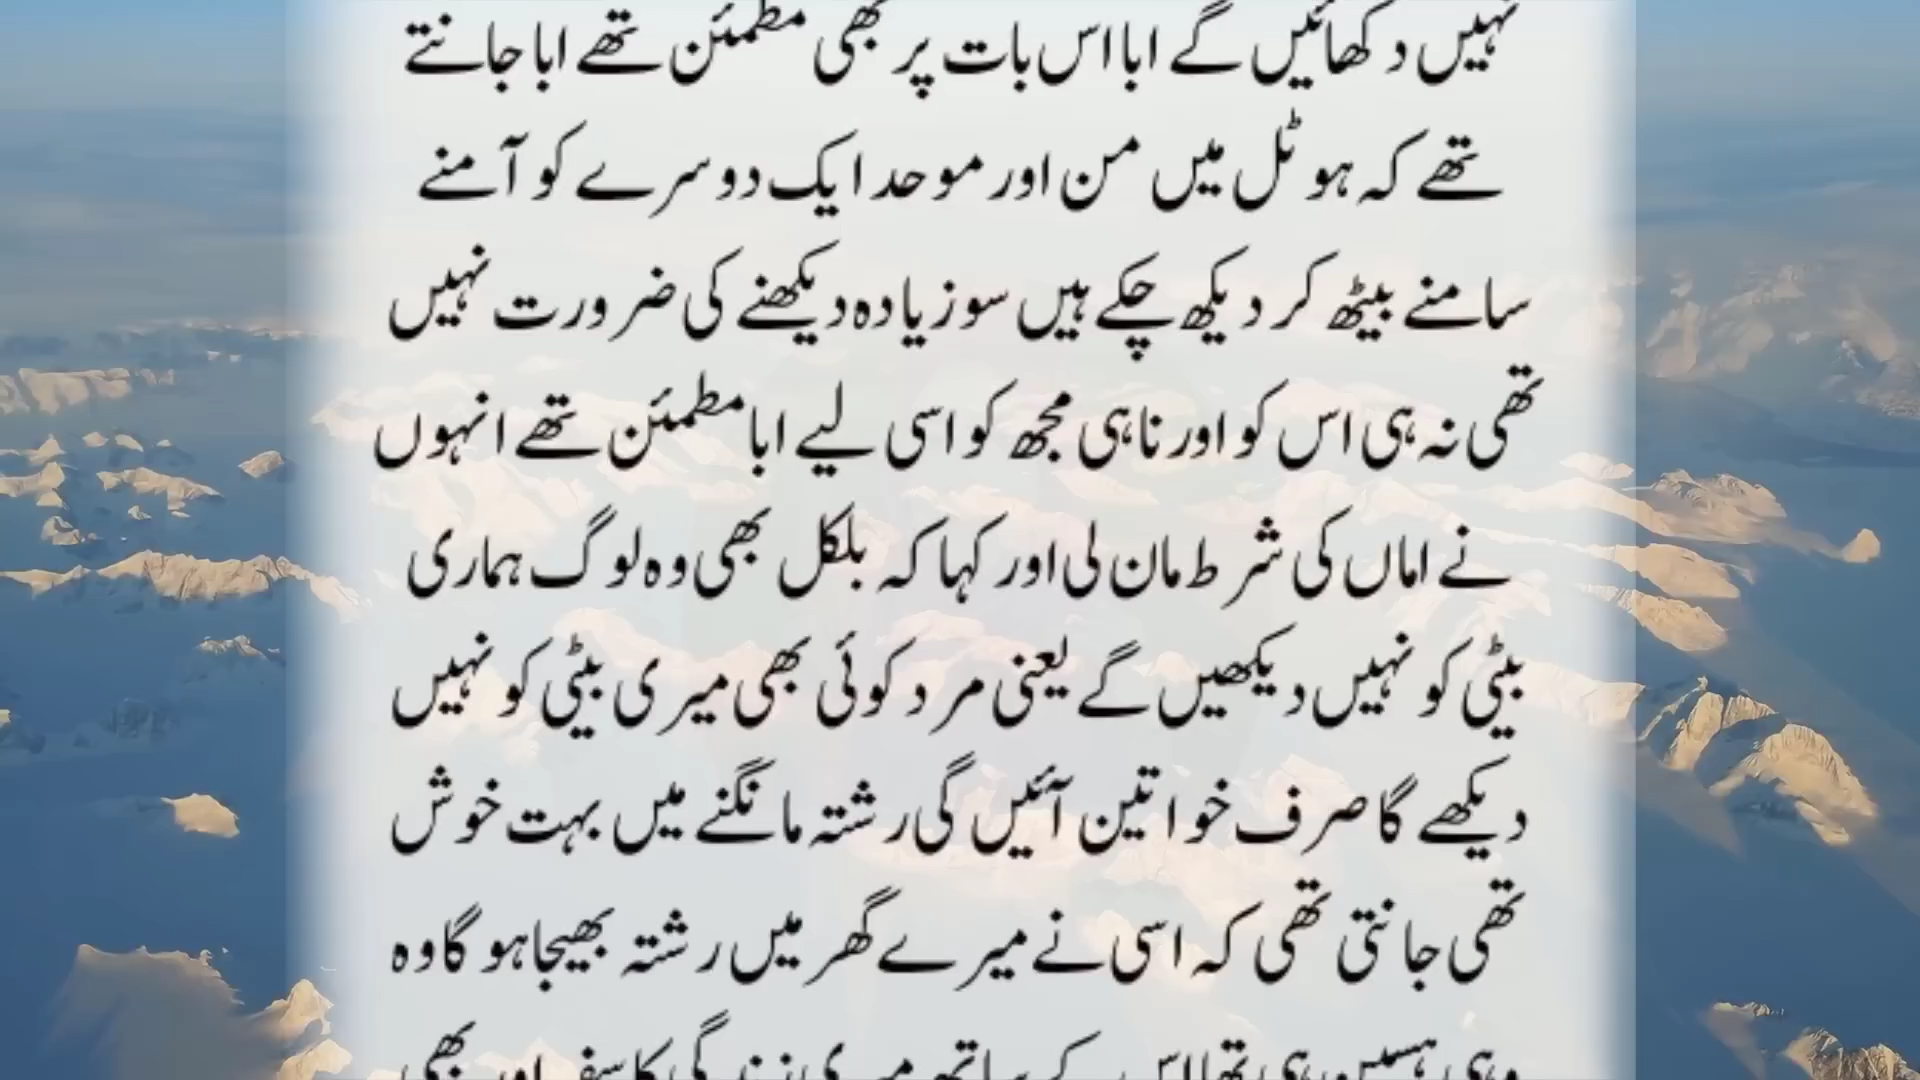 نہیں دکھائیں گے ابا اس بات پر بھی مطمئن تھے ابا جانتے
تھے کہ ہوٹل میں من اور موحد ایک دوسرے کو آمنے
سامنے بیٹھ کر دیکھ چکے ہیں سو زیادہ دیکھنے کی ضرورت نہیں
تھی نہ ہی اس کو اور نا ہی مجھ کو اسی لیے ابا مطمئن تھے انہوں
نے اماں کی شرط مان لی اور کہا کہ بلکل بھی وہ لوگ ہماری
بیٹی کو نہیں دیکھیں گے یعنی مرد کوئی بھی میری بیٹی کو نہیں
دیکھے گا صرف خواتین آئیں گی رشتہ مانگنے میں بہت خوش
تھی جانتی تھی کہ اسی نے میرے گھر میں رشتہ بھیجا ہو گا وہ